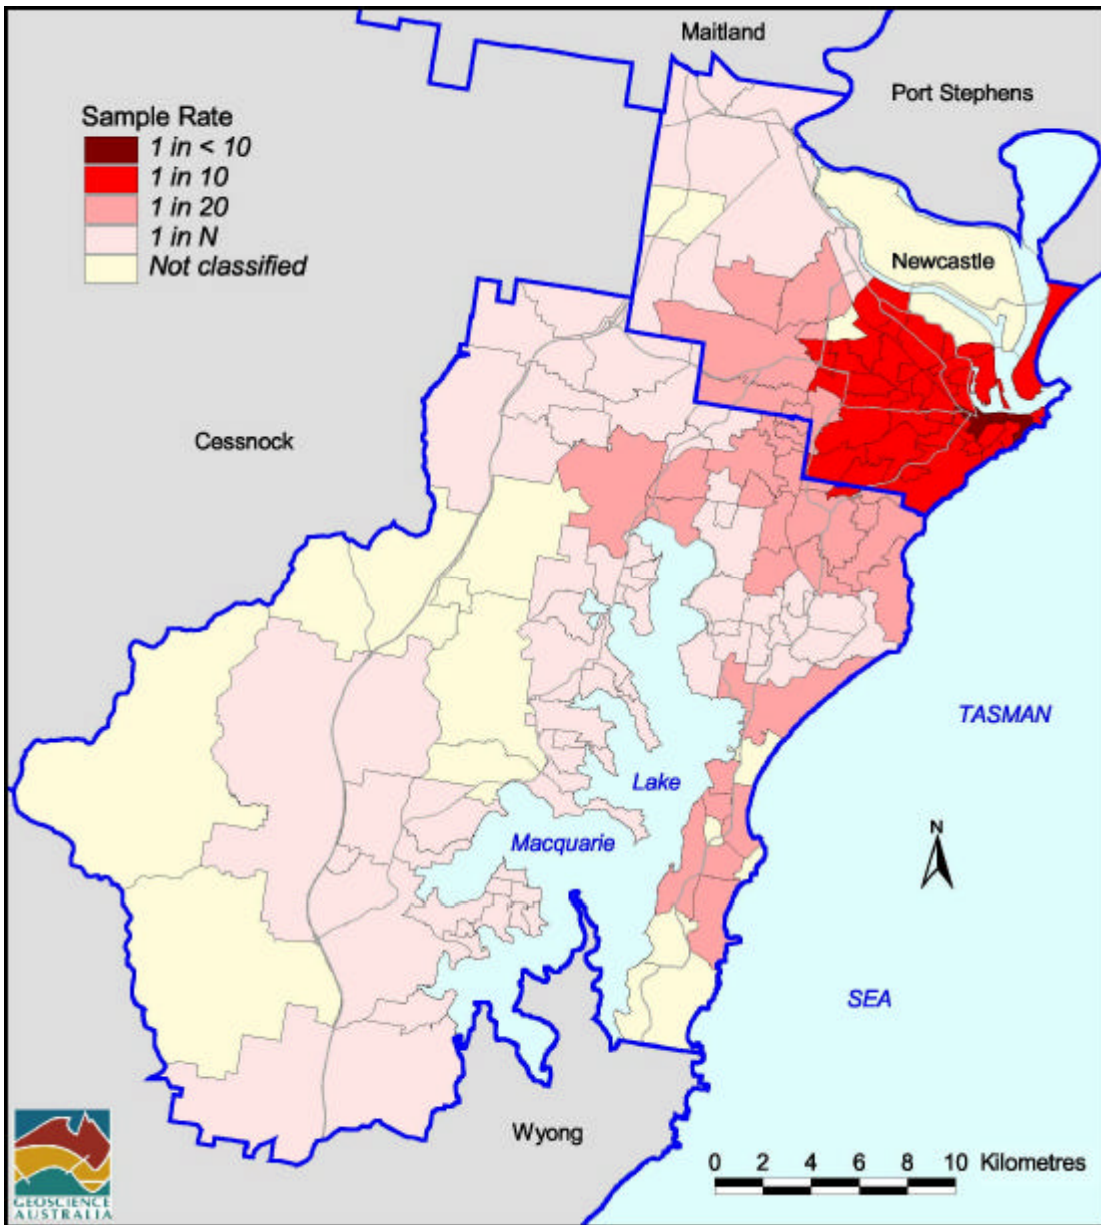 Maitland
Port Stephens
Sample Rate
1 in < 10
1 in 10
1 in 20
1 in N
Not classified
Newcastle
Cessnock
TASMAN
Lake
Macquarie
N
SEA
Wyong
0 2 4 6 8 10 Kilometres
GEOSCIENCE
AUSTRALIA